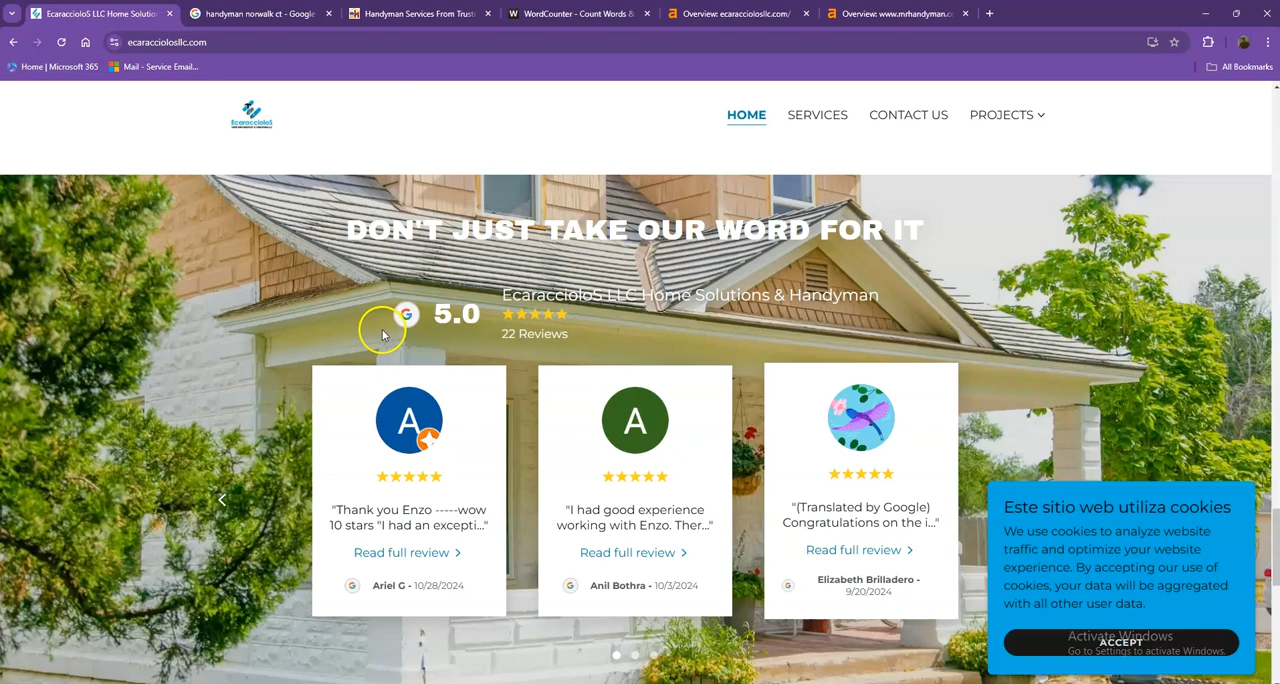 EcaraccioloS LLC Home Solutio
handyman norwalk ct - Google
Handyman Services From Trust
WordCounter - Count Words &
Overview: ecaracciolosllc.com/
Overview: www.mrhandyman.c
ecaracciolosllc.com
Home | Microsoft 365
Mail - Service Email...
All Bookmarks
EcaraccioloS
HOME
SERVICES
CONTACT US
PROJECTS
DON'T JUST TAKE OUR WORD FOR IT
5.0
EcaraccioloS LLC Home Solutions & Handyman
22 Reviews
A
"Thank you Enzo -----wow
10 stars "I had an excepti..."
Read full review
Ariel G - 10/28/2024
A
"I had good experience
working with Enzo. Ther..."
Read full review
Anil Bothra - 10/3/2024
"(Translated by Google)
Congratulations on the i..."
Read full review
Elizabeth Brilladero -
9/20/2024
Este sitio web utiliza cookies
We use cookies to analyze website
traffic and optimize your website
experience. By accepting our use of
cookies, your data will be aggregated
with all other user data.
ACCEPT
Activate Windows
Go to Settings to activate Windows.